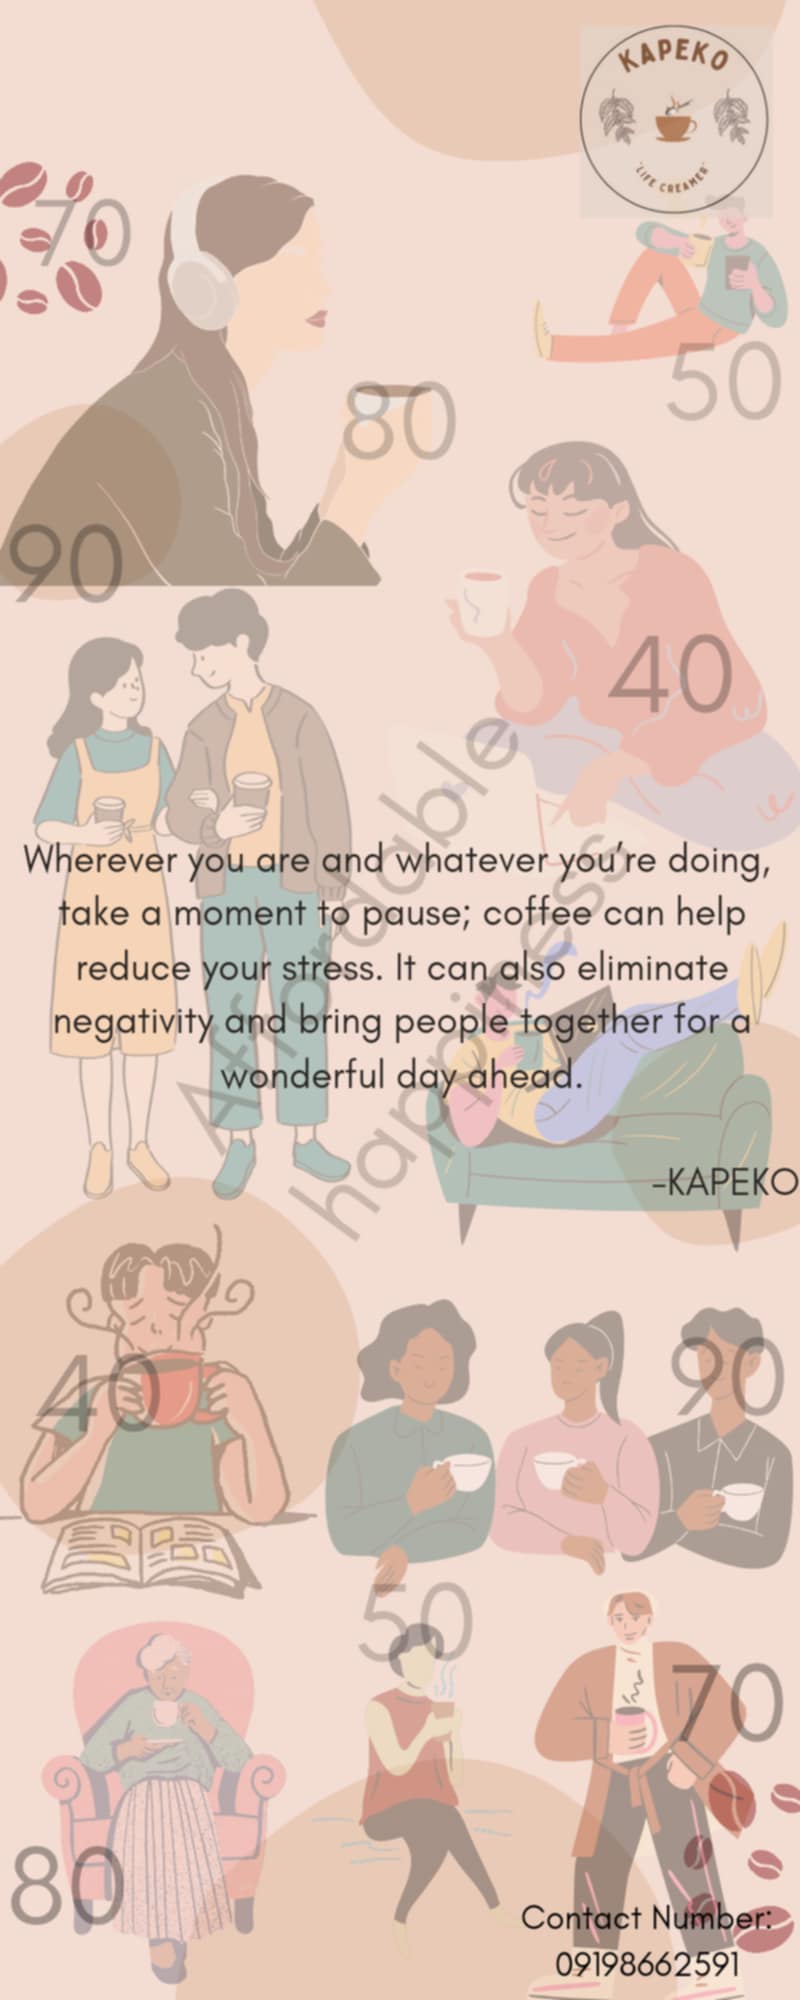 KAPEKO
LIFE CREAMER
70
50
80
90
40
Affordable
happiness
Wherever you are and whatever you're doing,
take a moment to pause; coffee can help
reduce your stress. It can also eliminate
negativity and bring people together for a
wonderful day ahead.
-KAPEKO
40
90
50
70
80
Contact Number:
09198662591